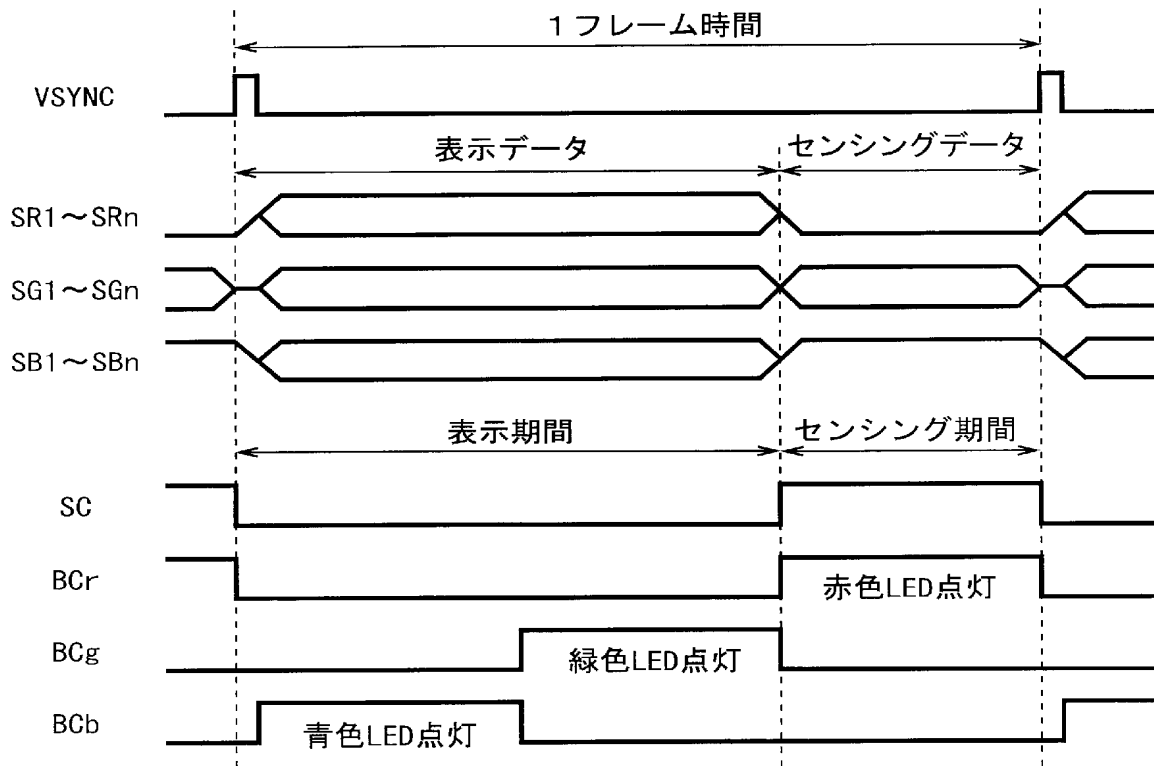 １フレーム時間
VSYNC
表示データ
センシングデータ
SR1～SRn
SG1～SGn
SB1～SBn
表示期間
センシング期間
SC
BCr
赤色LED点灯
BCg
緑色LED点灯
BCb
青色LED点灯